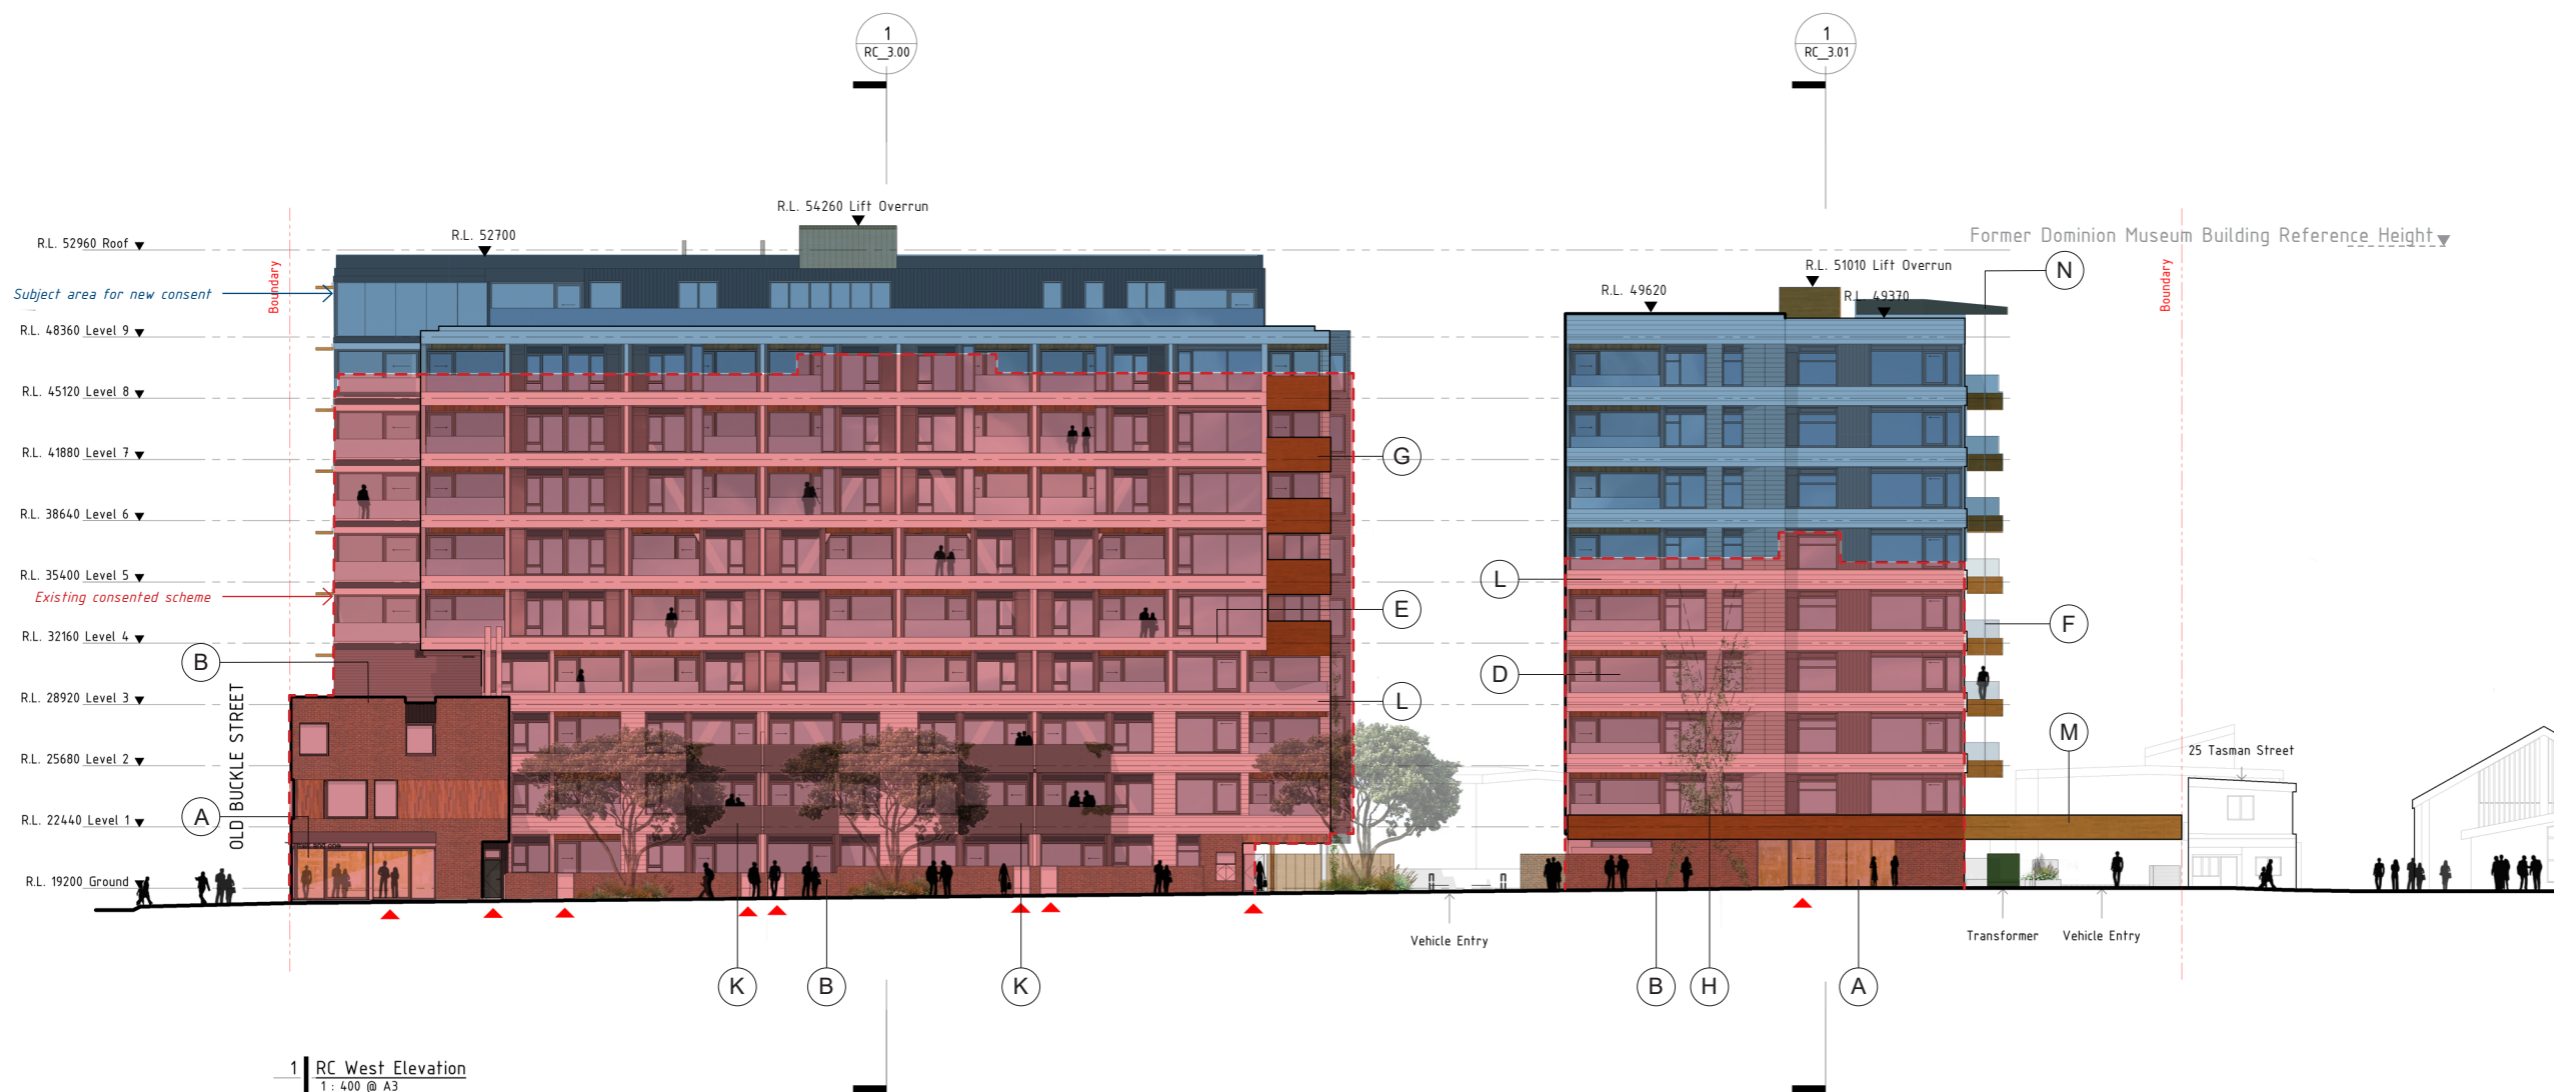 1
RC_3.00
1
RC_3.01
R.L. 54260 Lift Overrun
R.L. 52700
R.L. 52960 Roof
Former Dominion Museum Building Reference Height
R.L. 51010 Lift Overrun
N
Boundary
Boundary
Subject area for new consent
R.L. 49620
R.L. 49370
R.L. 48360 Level 9
R.L. 45120 Level 8
R.L. 41880 Level 7
G
R.L. 38640 Level 6
R.L. 35400 Level 5
L
Existing consented scheme
E
F
R.L. 32160 Level 4
B
D
R.L. 28920 Level 3
L
OLD BUCKLE STREET
M
25 Tasman Street
R.L. 25680 Level 2
A
R.L. 22440 Level 1
R.L. 19200 Ground
Vehicle Entry
Transformer
Vehicle Entry
K
B
K
B
H
A
1
RC West Elevation
1 : 400 @ A3